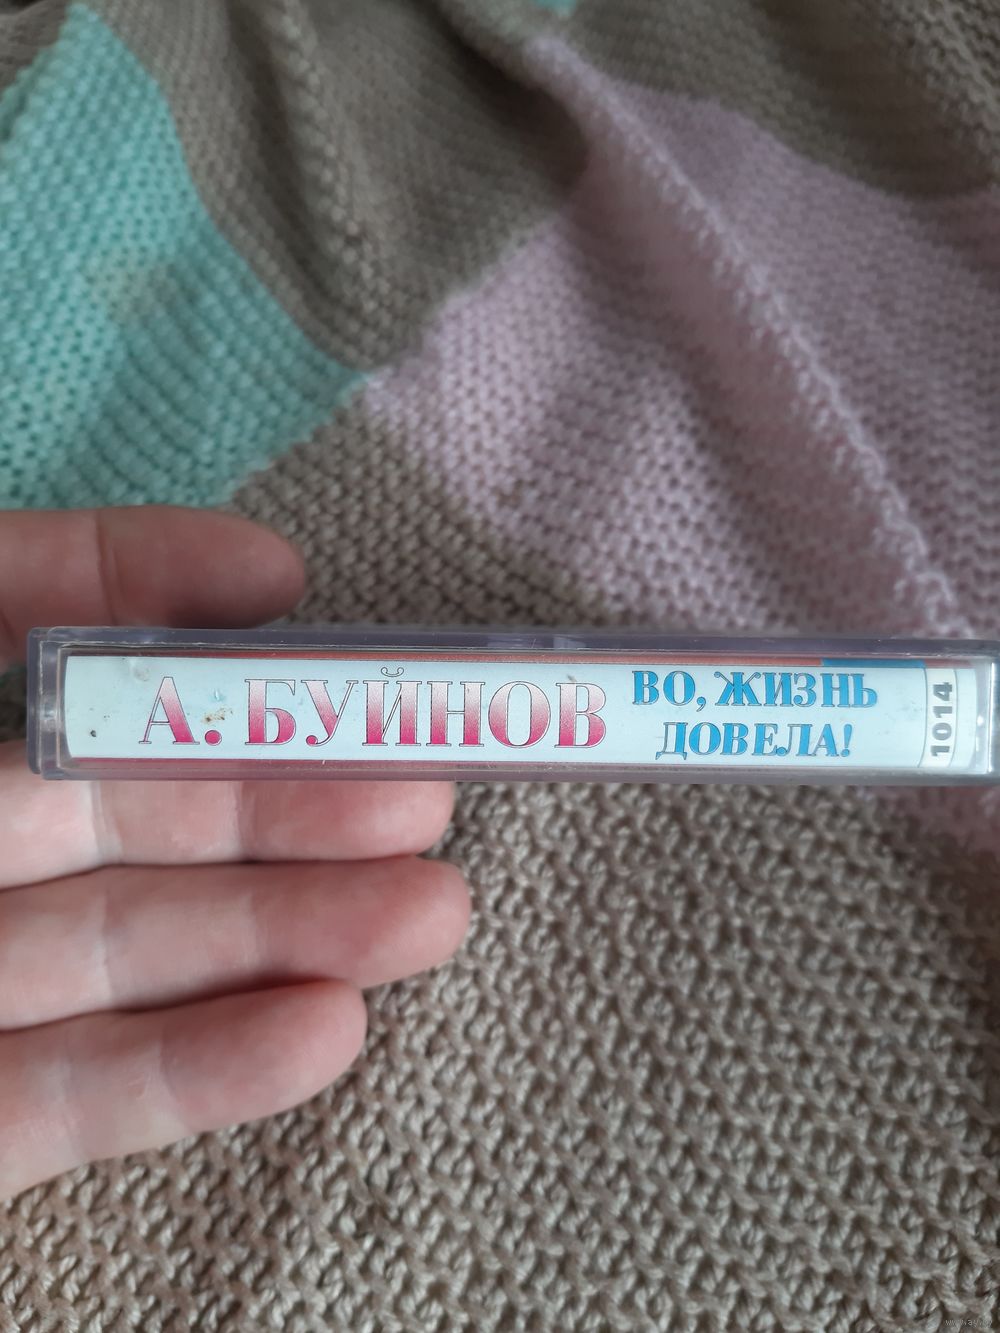 А. БУЙНОВ
ВО, ЖИЗНЬ
ДОВЕЛА!
1014